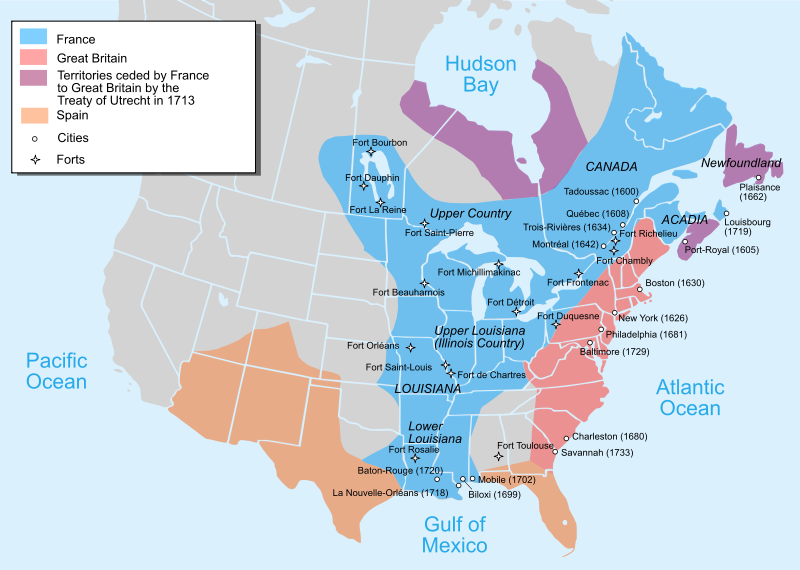 France
Great Britain
Territories ceded by France
to Great Britain by the
Treaty of Utrecht in 1713
Spain
Cities
Forts
Hudson
Bay
Pacific
Ocean
Atlantic
Ocean
Gulf of
Mexico
CANADA
Newfoundland
Plaisance
(1662)
Tadoussac (1600)
Québec (1608)
ACADIA
Louisbourg
(1719)
Trois-Rivières (1634)
Fort Richelieu
Montréal (1642)
Port-Royal (1605)
Fort Chambly
Fort Frontenac
Boston (1630)
Fort Bourbon
Fort Dauphin
Fort La Reine
Upper Country
Fort Saint-Pierre
Fort Michillimakinac
Fort Beauharnois
Fort Détroit
Fort Duquesne
New York (1626)
Philadelphia (1681)
Baltimore (1729)
Upper Louisiana
(Illinois Country)
Fort Orléans
Fort Saint-Louis
Fort de Chartres
LOUISIANA
Lower
Louisiana
Fort Rosalie
Fort Toulouse
Charleston (1680)
Savannah (1733)
Baton-Rouge (1720)
Mobile (1702)
La Nouvelle-Orléans (1718)
Biloxi (1699)